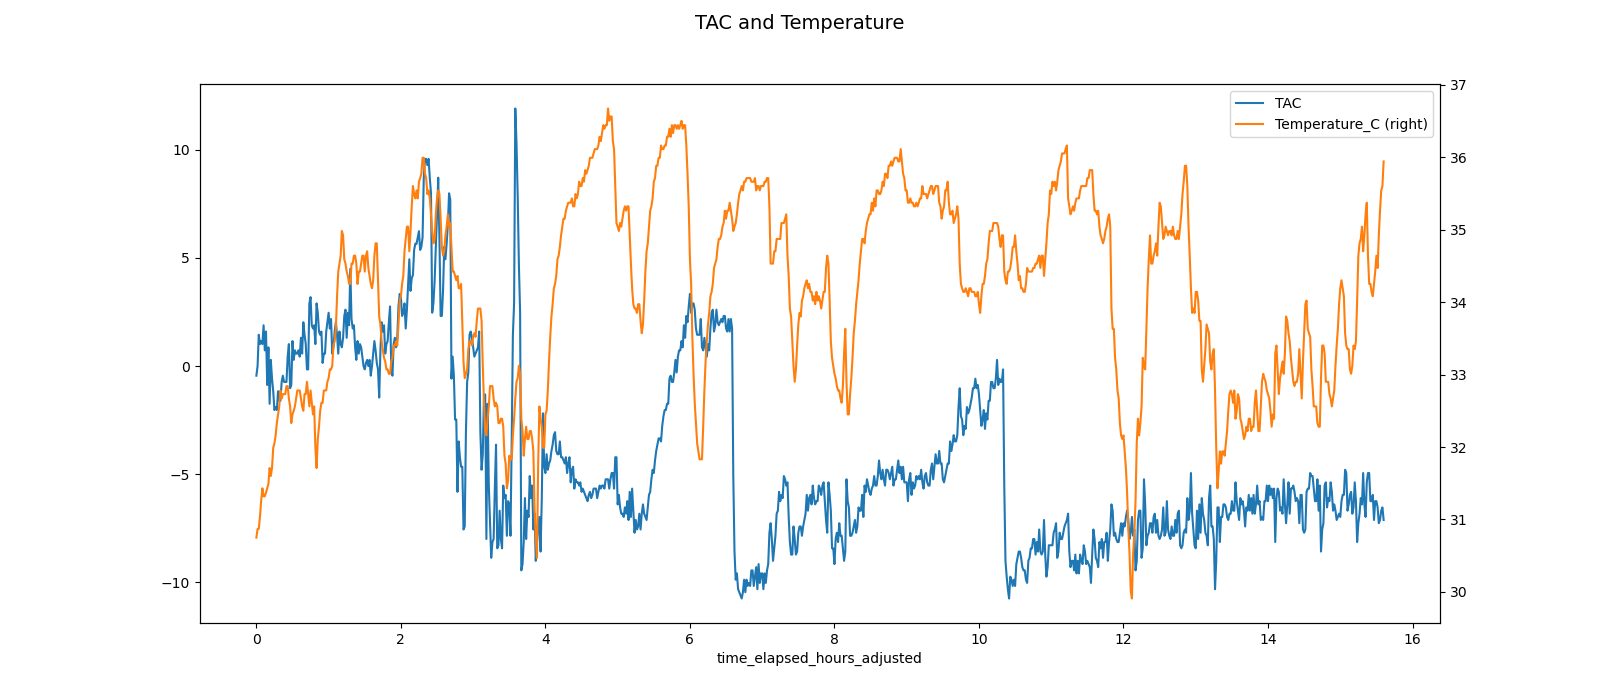 TAC and Temperature
TAC
Temperature_C (right)
10
5
0
−5
−10
37
36
35
34
33
32
31
30
0 2 4 6 8 10 12 14 16
time_elapsed_hours_adjusted